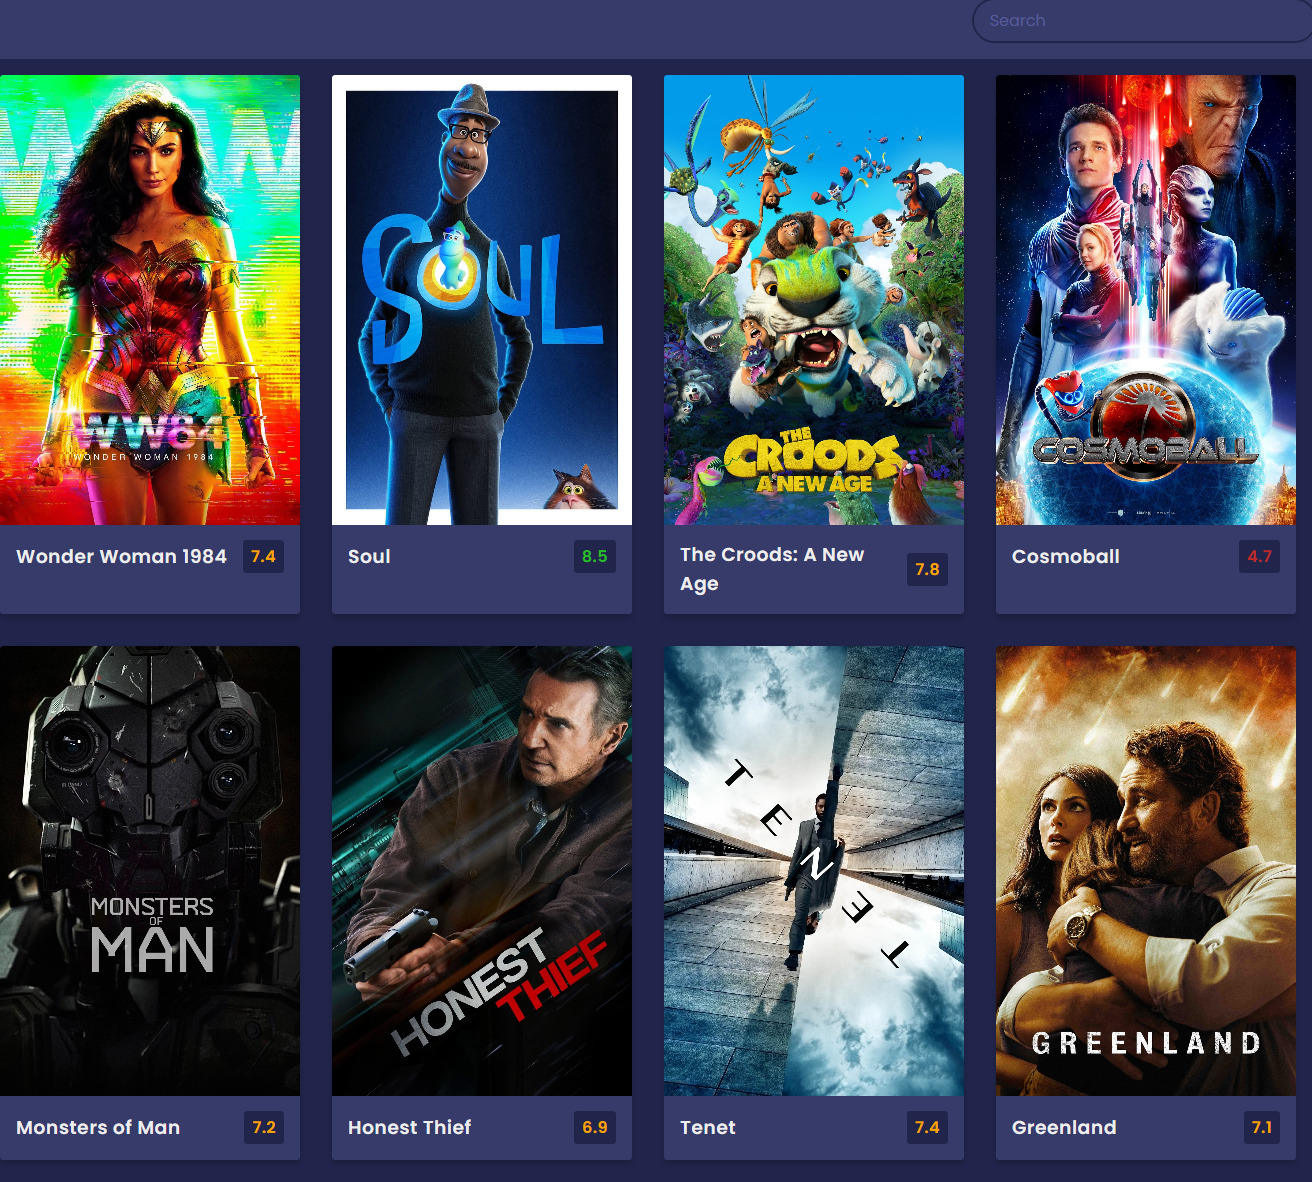 Search
WW84
WONDER WOMAN 1984
SOUL
THE
CROODS
A NEW AGE
COSMOBALL
Wonder Woman 1984 7.4
Soul 8.5
The Croods: A New
Age
7.8
Cosmoball 4.7
MONSTERS
OF
MAN
HONEST
THIEF
TENET
GREENLAND
Monsters of Man 7.2
Honest Thief 6.9
Tenet 7.4
Greenland 7.1